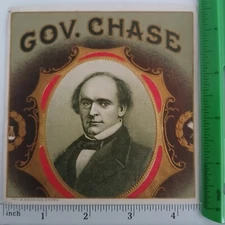 GOV. CHASE
inch 1 2 3 4